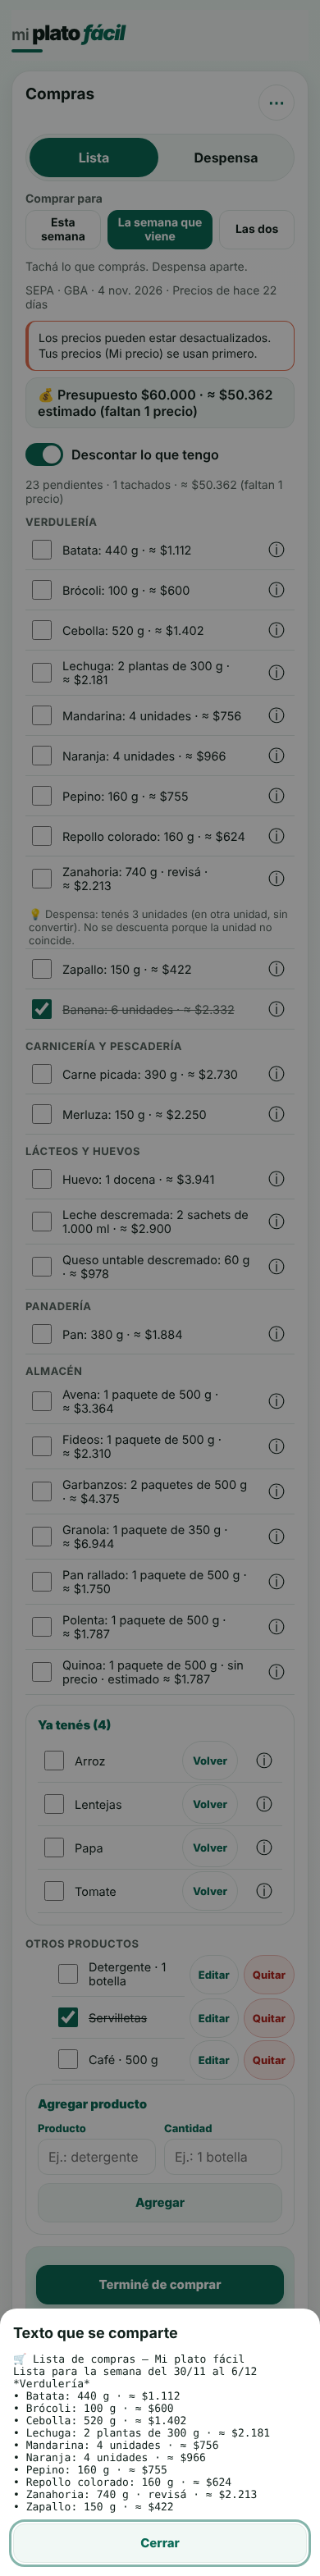 mi plato fácil
Compras
...
Lista
Despensa
Comprar para
Esta
semana
La semana que
viene
Las dos
Tachá lo que comprás. Despensa aparte.
SEPA · GBA · 4 nov. 2026 · Precios de hace 22
días
Los precios pueden estar desactualizados.
Tus precios (Mi precio) se usan primero.
💰 Presupuesto $60.000 · ≈ $50.362
estimado (faltan 1 precio)
Descontar lo que tengo
23 pendientes · 1 tachados · ≈ $50.362 (faltan 1
precio)
VERDULERÍA
Batata: 440 g · ≈ $1.112
Brócoli: 100 g · ≈ $600
Cebolla: 520 g · ≈ $1.402
Lechuga: 2 plantas de 300 g ·
≈ $2.181
Mandarina: 4 unidades · ≈ $756
Naranja: 4 unidades · ≈ $966
Pepino: 160 g · ≈ $755
Repollo colorado: 160 g · ≈ $624
Zanahoria: 740 g · revisá ·
≈ $2.213
💡 Despensa: tenés 3 unidades (en otra unidad, sin
convertir). No se descuenta porque la unidad no
coincide.
Zapallo: 150 g · ≈ $422
Banana: 6 unidades · ≈ $2.332
CARNICERÍA Y PESCADERÍA
Carne picada: 390 g · ≈ $2.730
Merluza: 150 g · ≈ $2.250
LÁCTEOS Y HUEVOS
Huevo: 1 docena · ≈ $3.941
Leche descremada: 2 sachets de
1.000 ml · ≈ $2.900
Queso untable descremado: 60 g
· ≈ $978
PANADERÍA
Pan: 380 g · ≈ $1.884
ALMACÉN
Avena: 1 paquete de 500 g ·
≈ $3.364
Fideos: 1 paquete de 500 g ·
≈ $2.310
Garbanzos: 2 paquetes de 500 g
· ≈ $4.375
Granola: 1 paquete de 350 g ·
≈ $6.944
Pan rallado: 1 paquete de 500 g ·
≈ $1.750
Polenta: 1 paquete de 500 g ·
≈ $1.787
Quinoa: 1 paquete de 500 g · sin
precio · estimado ≈ $1.787
Ya tenés (4)
Arroz
Volver
Lentejas
Volver
Papa
Volver
Tomate
Volver
OTROS PRODUCTOS
Detergente · 1
botella
Editar
Quitar
Servilletas
Editar
Quitar
Café · 500 g
Editar
Quitar
Agregar producto
Producto
Cantidad
Ej.: detergente
Ej.: 1 botella
Agregar
Terminé de comprar
Texto que se comparte
🛒 Lista de compras — Mi plato fácil
Lista para la semana del 30/11 al 6/12
*Verdulería*
• Batata: 440 g · ≈ $1.112
• Brócoli: 100 g · ≈ $600
• Cebolla: 520 g · ≈ $1.402
• Lechuga: 2 plantas de 300 g · ≈ $2.181
• Mandarina: 4 unidades · ≈ $756
• Naranja: 4 unidades · ≈ $966
• Pepino: 160 g · ≈ $755
• Repollo colorado: 160 g · ≈ $624
• Zanahoria: 740 g · revisá · ≈ $2.213
• Zapallo: 150 g · ≈ $422
Cerrar